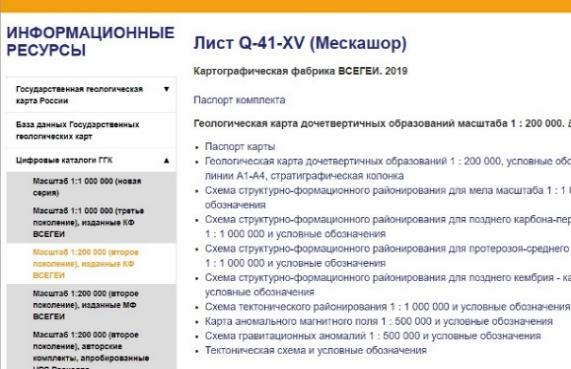 ИНФОРМАЦИОННЫЕ
РЕСУРСЫ
Государственная геологическая
карта России
База данных Государственных
геологических карт
Цифровые каталоги ГГК
Масштаб 1:1 000 000 (новая
серия)
Масштаб 1:1 000 000 (третье
поколение), изданные КФ
ВСЕГЕИ
Масштаб 1:200 000 (второе
поколение), изданные КФ
ВСЕГЕИ
Масштаб 1:200 000 (второе
поколение), изданные МФ
ВСЕГЕИ
Масштаб 1:200 000 (второе
поколение), авторские
комплекты, апробированные
Лист Q-41-XV (Мескашор)
Картографическая фабрика ВСЕГЕИ. 2019
Паспорт комплекта
Геологическая карта дочетвертичных образований масштаба 1 : 200 000.
Паспорт карты
Геологическая карта дочетвертичных образований 1 : 200 000, условные обо
линии А1-А4, стратиграфическая колонка
Схема структурно-формационного районирования для мела масштаба 1 : 1
обозначения
Схема структурно-формационного районирования для позднего карбона-пер
1 : 1 000 000 и условные обозначения
Схема структурно-формационного районирования для протерозоя-среднего
1 : 1 000 000 и условные обозначения
Схема структурно-формационного районирования для позднего кембрия - ка
условные обозначения
Схема тектонического районирования 1 : 1 000 000 и условные обозначения
Карта аномального магнитного поля 1 : 500 000 и условные обозначения
Схема гравитационных аномалий 1 : 500 000 и условные обозначения
Тектоническая схема и условные обозначения